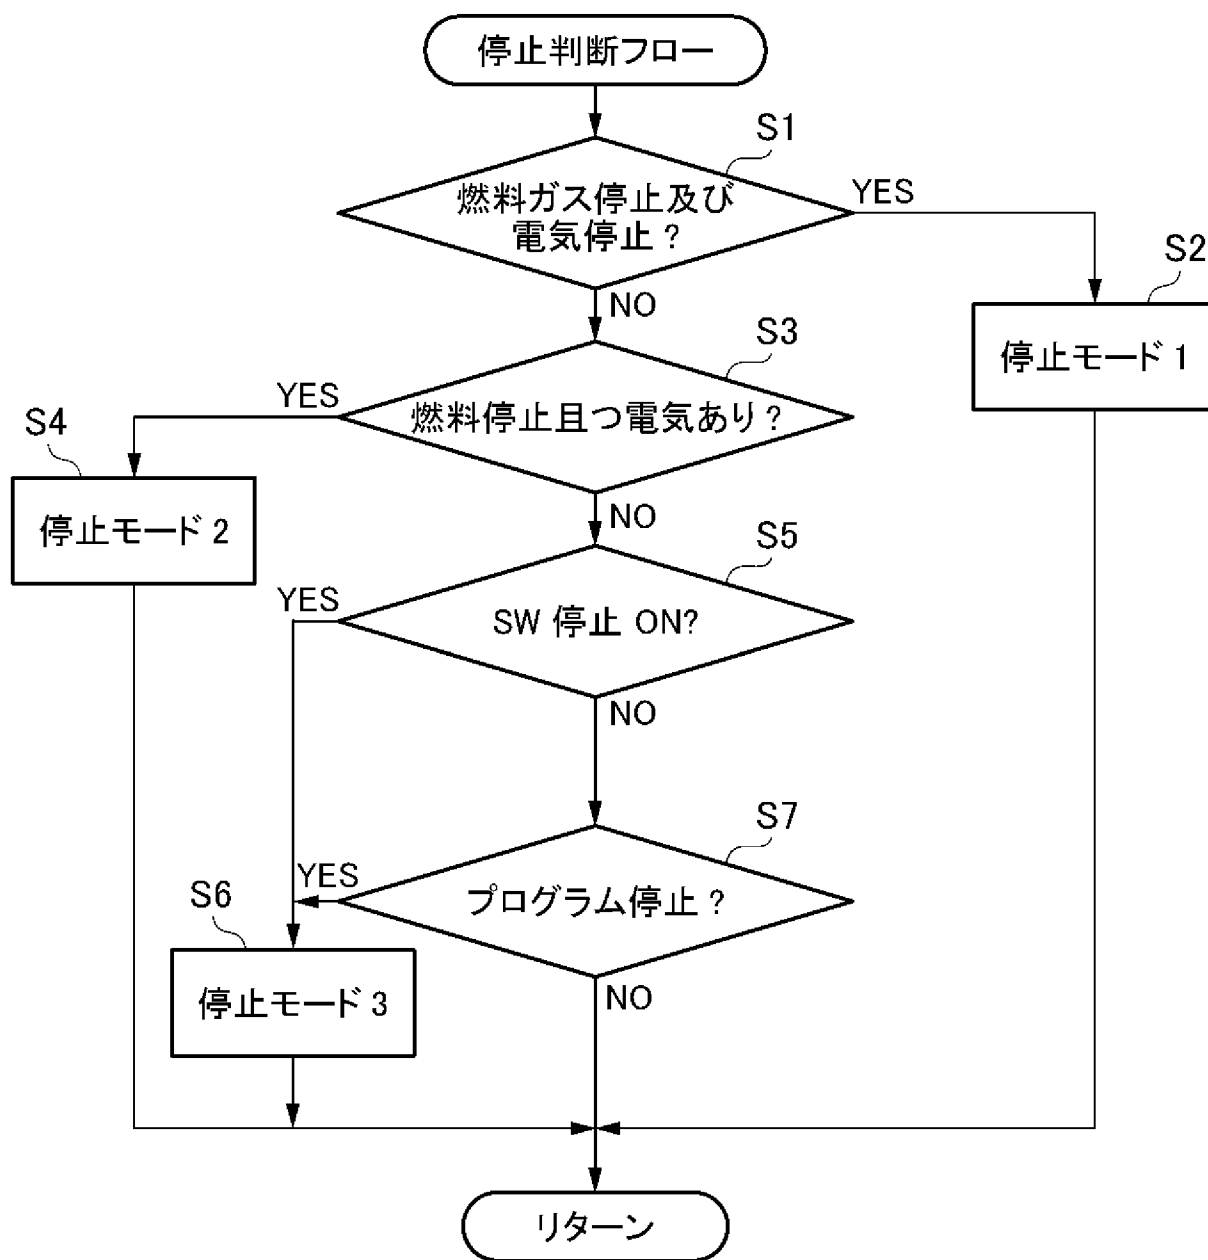 停止判断フロー
S1
燃料ガス停止及び
電気停止?
YES
NO
S2
停止モード 1
S3
燃料停止且つ電気あり?
YES
NO
S4
停止モード 2
S5
SW 停止 ON?
YES
NO
S7
プログラム停止?
YES
NO
S6
停止モード 3
リターン